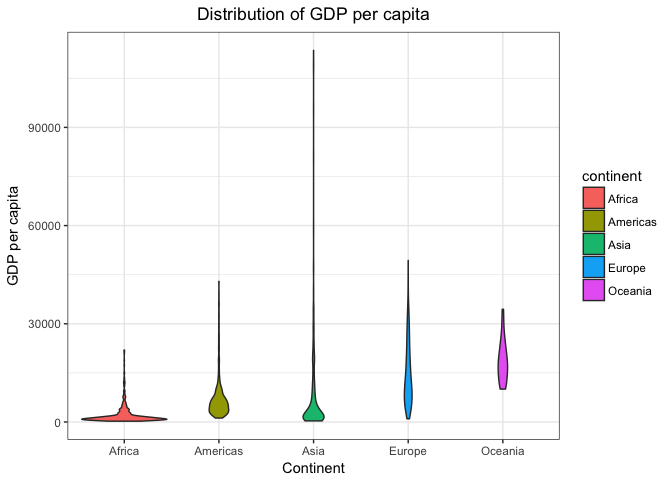 Distribution of GDP per capita
GDP per capita
90000
60000
30000
0
Africa Americas Asia Europe Oceania
Continent
continent
Africa
Americas
Asia
Europe
Oceania